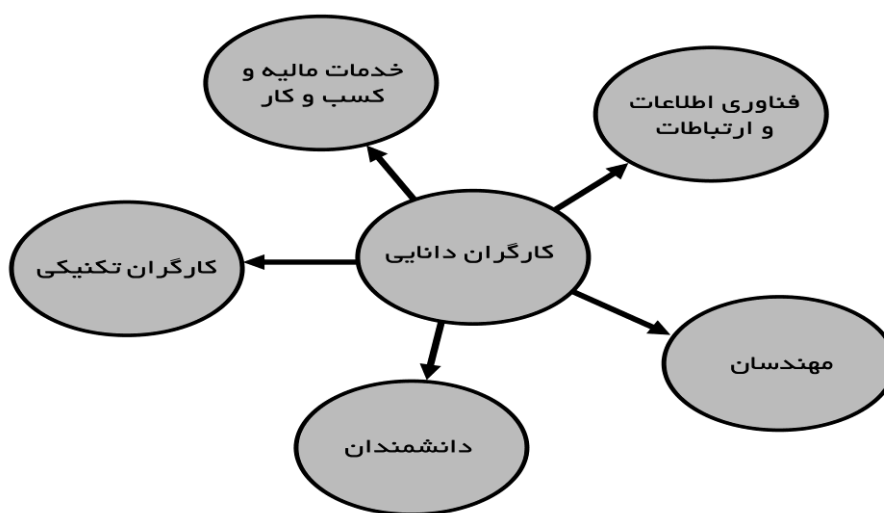 خدمات مالیه و
کسب و کار
فناوری اطلاعات
و ارتباطات
کارگران دانایی
کارگران تکنیکی
مهندسان
دانشمندان